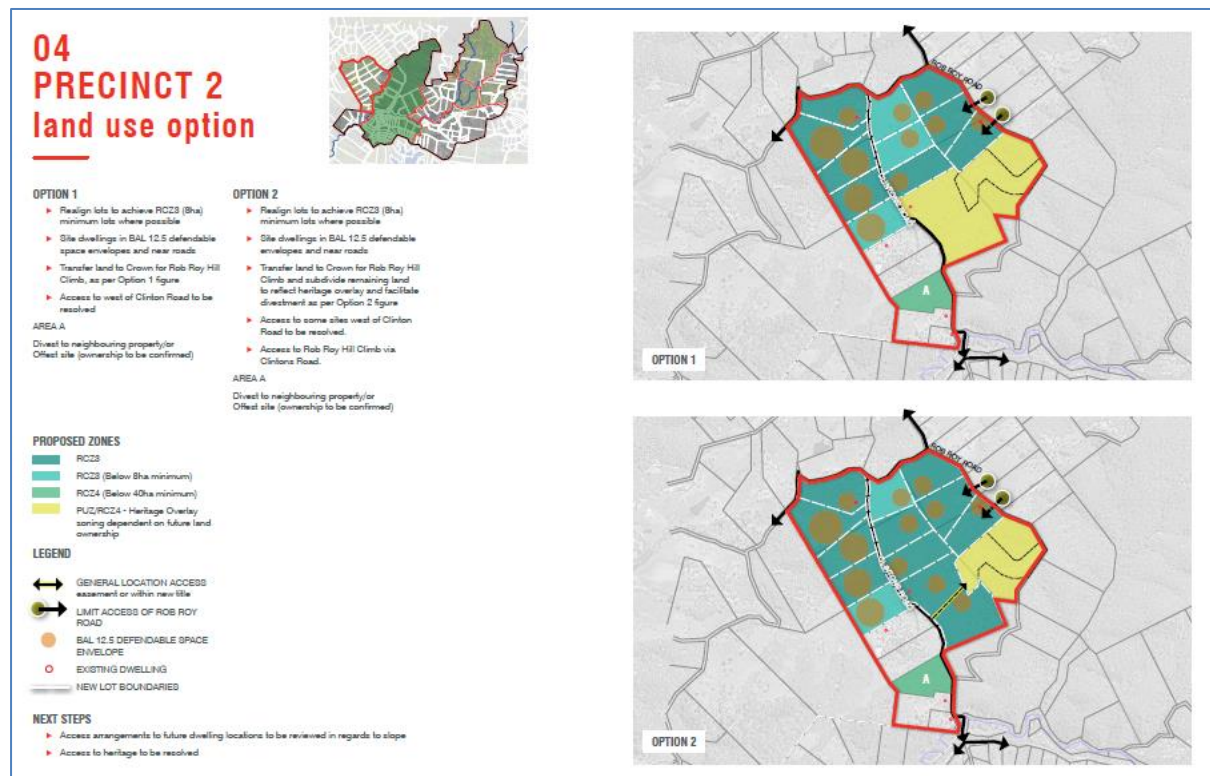 04
PRECINCT 2
land use option
OPTION 1
Realign lots to achieve RCZ3 (8ha)
minimum lots where possible
Site dwellings in BAL 12.5 defendable
space envelopes and near roads
Transfer land to Crown for Rob Roy Hill
Climb, as per Option 1 figure
Access to west of Clinton Road to be
resolved
AREA A
Divest to neighbouring property/or
Offset site (ownership to be confirmed)
OPTION 2
Realign lots to achieve RCZ3 (8ha)
minimum lots where possible
Site dwellings in BAL 12.5 defendable
space envelopes and near roads
Transfer land to Crown for Rob Roy Hill
Climb and subdivide remaining land
to reflect heritage overlay and facilitate
divestment as per Option 2 figure
Access to some sites west of Clinton
Road to be resolved.
Access to Rob Roy Hill Climb via
Clintons Road.
AREA A
Divest to neighbouring property/or
Offset site (ownership to be confirmed)
PROPOSED ZONES
RCZ3
RCZ3 (Below 8ha minimum)
RCZ4 (Below 40ha minimum)
PUZ/RCZ4 - Heritage Overlay
zoning dependent on future land
ownership
LEGEND
GENERAL LOCATION ACCESS
easement or within new title
LIMIT ACCESS OF ROB ROY
ROAD
BAL 12.5 DEFENDABLE SPACE
ENVELOPE
EXISTING DWELLING
NEW LOT BOUNDARIES
NEXT STEPS
Access arrangements to future dwelling locations to be reviewed in regards to slope
Access to heritage to be resolved
ROB ROY ROAD
A
OPTION 1
ROB ROY ROAD
A
OPTION 2